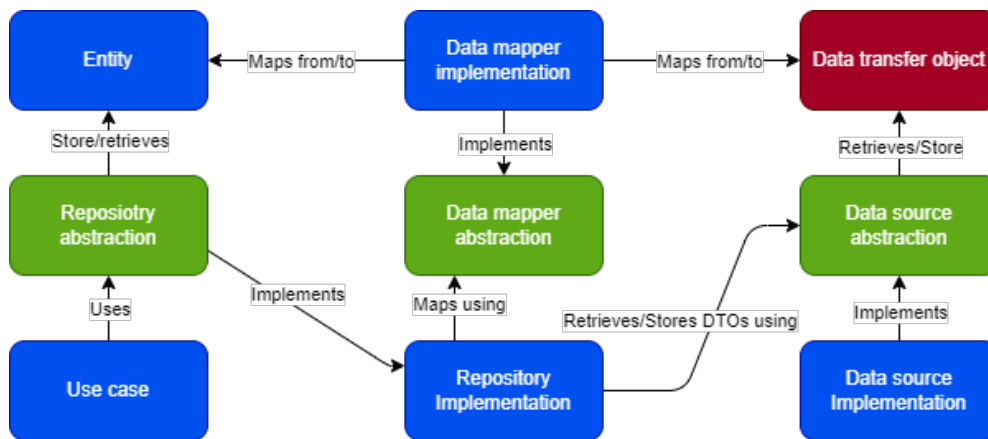 Entity
Maps from/to
Data mapper
implementation
Maps from/to
Data transfer object
Store/retrieves
Implements
Retrieves/Store
Reposiotry
abstraction
Data mapper
abstraction
Data source
abstraction
Implements
Uses
Maps using
Retrieves/Stores DTOs using
Implements
Use case
Repository
Implementation
Data source
Implementation